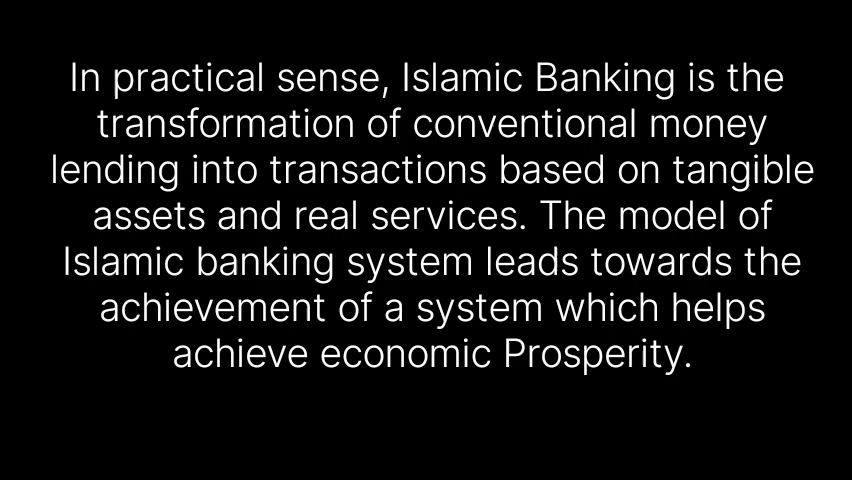 In practical sense, Islamic Banking is the
transformation of conventional money
lending into transactions based on tangible
assets and real services. The model of
Islamic banking system leads towards the
achievement of a system which helps
achieve economic Prosperity.